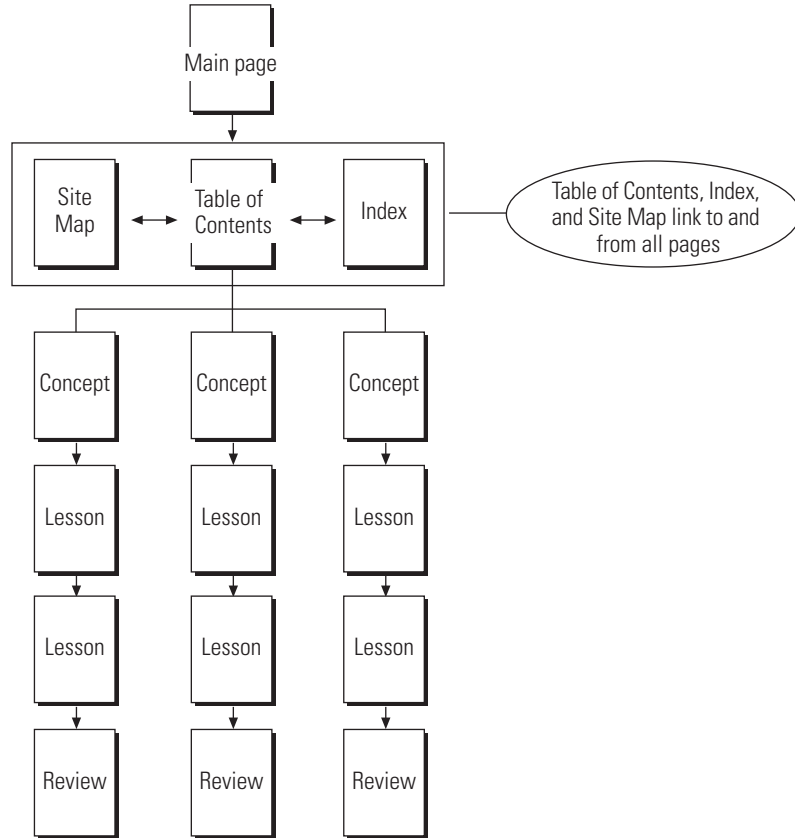 Main page
Site
Map
Table of
Contents
Index
Table of Contents, Index,
and Site Map link to and
from all pages
Concept
Concept
Concept
Lesson
Lesson
Lesson
Lesson
Lesson
Lesson
Review
Review
Review